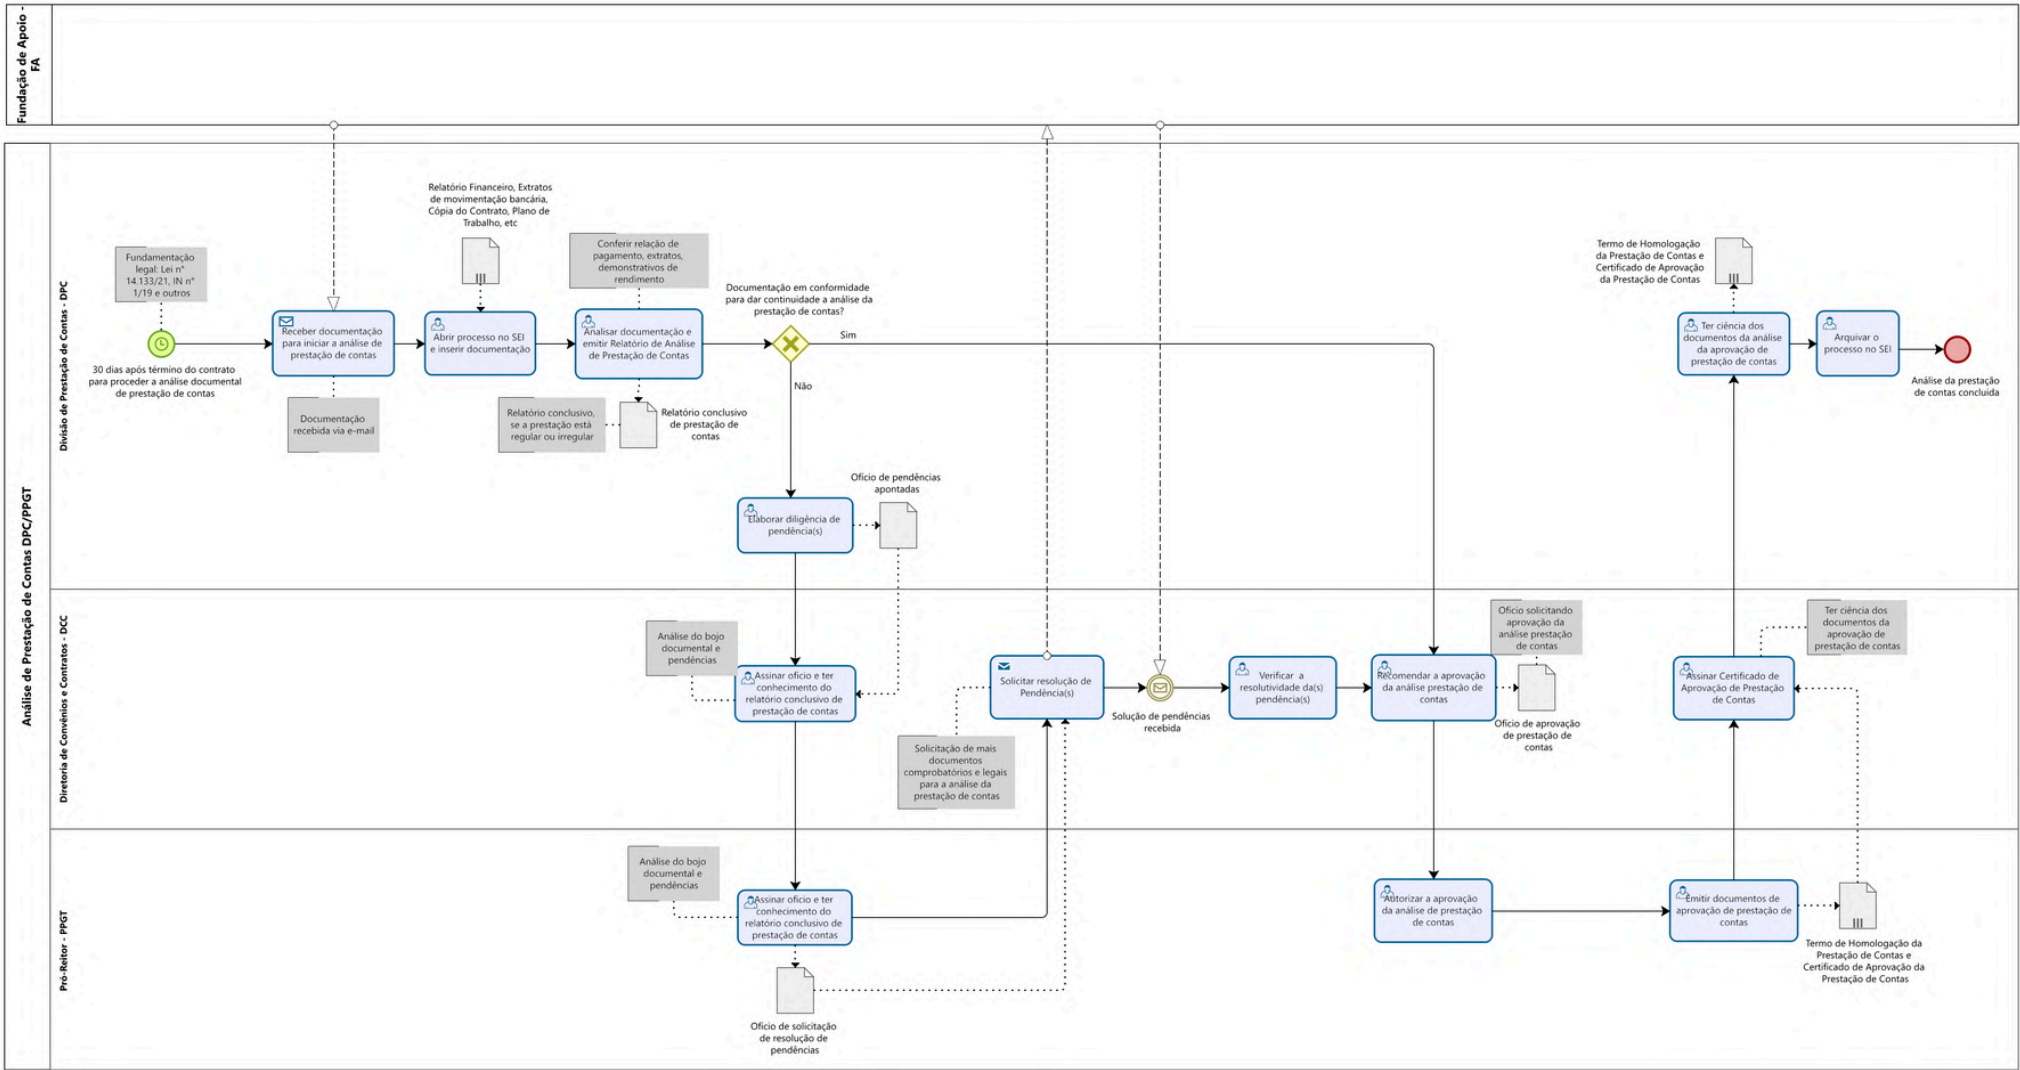 Fundação de Apoio -
FA
Análise de Prestação de Contas DPC/PPGT
Divisão de Prestação de Contas - DPC
Fundamentação
legal: Lei n°
14.133/21, IN n°
1/19 e outros
30 dias após término do contrato
para proceder a análise documental
de prestação de contas
Receber documentação
para iniciar a análise de
prestação de contas
Documentação
recebida via e-mail
Relatório Financeiro, Extratos
de movimentação bancária,
Cópia do Contrato, Plano de
Trabalho, etc
Abrir processo no SEI
e inserir documentação
Conferir relação de
pagamento, extratos,
demonstrativos de
rendimento
Analisar documentação e
emitir Relatório de Análise
de Prestação de Contas
Relatório conclusivo,
se a prestação está
regular ou irregular
Relatório conclusivo
de prestação de
contas
Documentação em conformidade
para dar continuidade a análise da
prestação de contas?
Sim
Não
Elaborar diligência de
pendência(s)
Ofício de pendências
apontadas
Termo de Homologação
da Prestação de Contas e
Certificado de Aprovação
da Prestação de Contas
Ter ciência dos
documentos da análise
da aprovação de
prestação de contas
Arquivar o
processo no SEI
Análise da prestação
de contas concluída
Diretoria de Convênios e Contratos - DCC
Análise do bojo
documental e
pendências
Assinar ofício e ter
conhecimento do
relatório conclusivo de
prestação de contas
Solicitar resolução de
Pendência(s)
Solicitação de mais
documentos
comprobatórios e legais
para a análise da
prestação de contas
Solução de pendências
recebida
Verificar a
resolutividade da(s)
pendência(s)
Recomendar a aprovação
da análise prestação de
contas
Ofício solicitando
aprovação da
análise prestação
de contas
Ofício de aprovação
de prestação de
contas
Assinar Certificado de
Aprovação de Prestação
de Contas
Ter ciência dos
documentos da
aprovação de
prestação de contas
Pró-Reitor - PPGT
Análise do bojo
documental e
pendências
Assinar ofício e ter
conhecimento do
relatório conclusivo de
prestação de contas
Ofício de solicitação
de resolução de
pendências
Autorizar a aprovação
da análise de prestação
de contas
Emitir documentos de
aprovação de prestação de
contas
Termo de Homologação da
Prestação de Contas e
Certificado de Aprovação da
Prestação de Contas